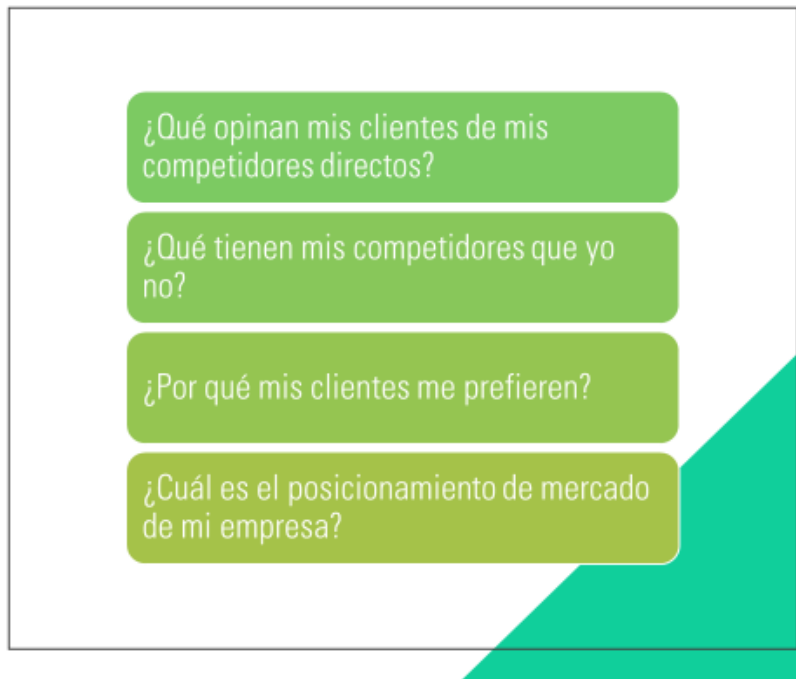 ¿Qué opinan mis clientes de mis
competidores directos?
¿Qué tienen mis competidores que yo
no?
¿Por qué mis clientes me prefieren?
¿Cuál es el posicionamiento de mercado
de mi empresa?